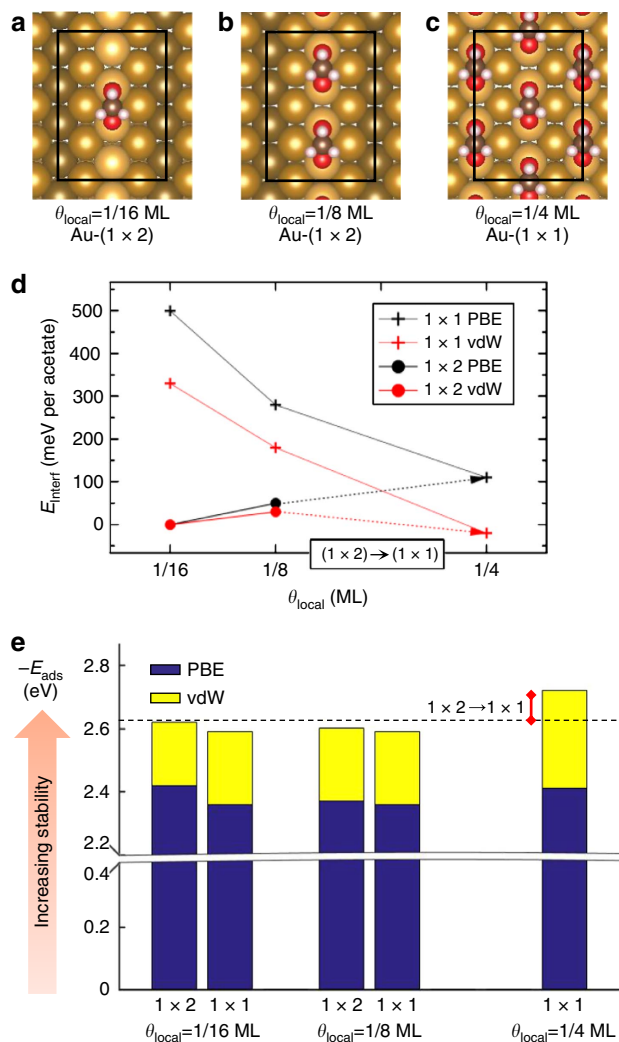 a
b
c
θlocal=1/16 ML
Au-(1 × 2)
θlocal=1/8 ML
Au-(1 × 2)
θlocal=1/4 ML
Au-(1 × 1)
d
500
400
300
200
100
0
Einterf (meV per acetate)
1 × 1 PBE
1 × 1 vdW
1 × 2 PBE
1 × 2 vdW
(1 × 2) → (1 × 1)
1/16
1/8
1/4
θlocal (ML)
e
–Eads
(eV)
Increasing stability
2.8
2.6
2.4
2.2
0.4
0.2
0
PBE
vdW
1 × 2→1 × 1
1 × 2
1 × 1
1 × 2
1 × 1
1 × 1
θlocal=1/16 ML
θlocal=1/8 ML
θlocal=1/4 ML